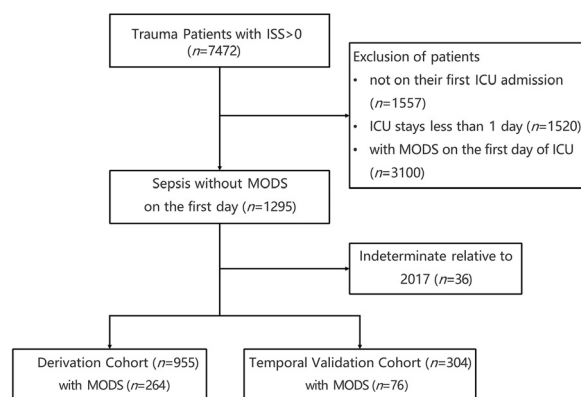 Trauma Patients with ISS>0
(n=7472)
Exclusion of patients
• not on their first ICU admission
(n=1557)
• ICU stays less than 1 day (n=1520)
• with MODS on the first day of ICU
(n=3100)
Sepsis without MODS
on the first day (n=1295)
Indeterminate relative to
2017 (n=36)
Derivation Cohort (n=955)
with MODS (n=264)
Temporal Validation Cohort (n=304)
with MODS (n=76)